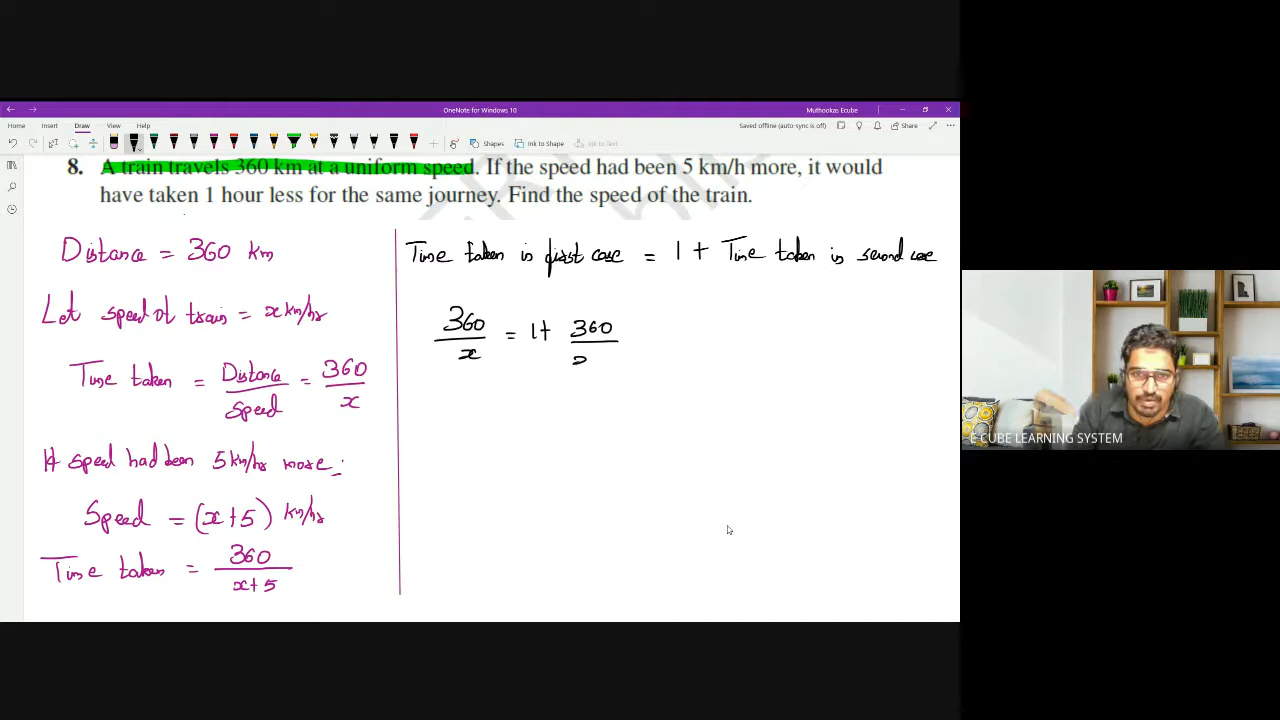 OneNote for Windows 10
Muthookas Ecube
Home Insert Draw View Help
Saved offline (auto-sync is off)
Share
Shapes Ink to Shape Ink to Text
8. A train travels 360 km at a uniform speed. If the speed had been 5 km/h more, it would
have taken 1 hour less for the same journey. Find the speed of the train.
Distance = 360 km
Let speed of train = x km/hr
Time taken = Distance/Speed = 360/x
If speed had been 5 km/hr more :
Speed = (x+5) km/hr
Time taken = 360/x+5
Time taken in first case = 1 + Time taken in second case
360/x = 1+ 360/
E CUBE LEARNING SYSTEM